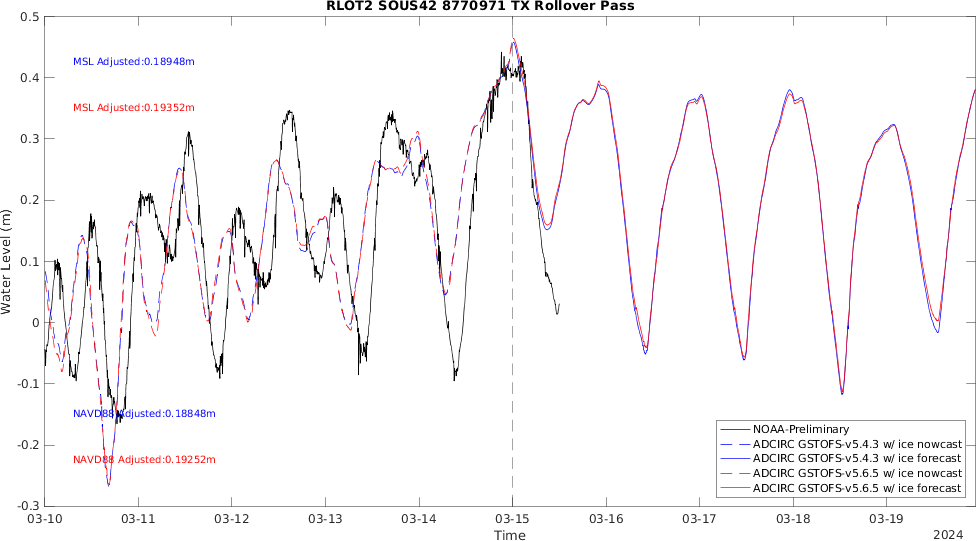 RLOT2 SOUS42 8770971 TX Rollover Pass
0.5
0.4
0.3
0.2
0.1
0
-0.1
-0.2
-0.3
Water Level (m)
MSL Adjusted:0.18948m
MSL Adjusted:0.19352m
NAVD88 Adjusted:0.18848m
NAVD88 Adjusted:0.19252m
NOAA-Preliminary
ADCIRC GSTOFS-v5.4.3 w/ ice nowcast
ADCIRC GSTOFS-v5.4.3 w/ ice forecast
ADCIRC GSTOFS-v5.6.5 w/ ice nowcast
ADCIRC GSTOFS-v5.6.5 w/ ice forecast
03-10 03-11 03-12 03-13 03-14 03-15 03-16 03-17 03-18 03-19
Time
2024